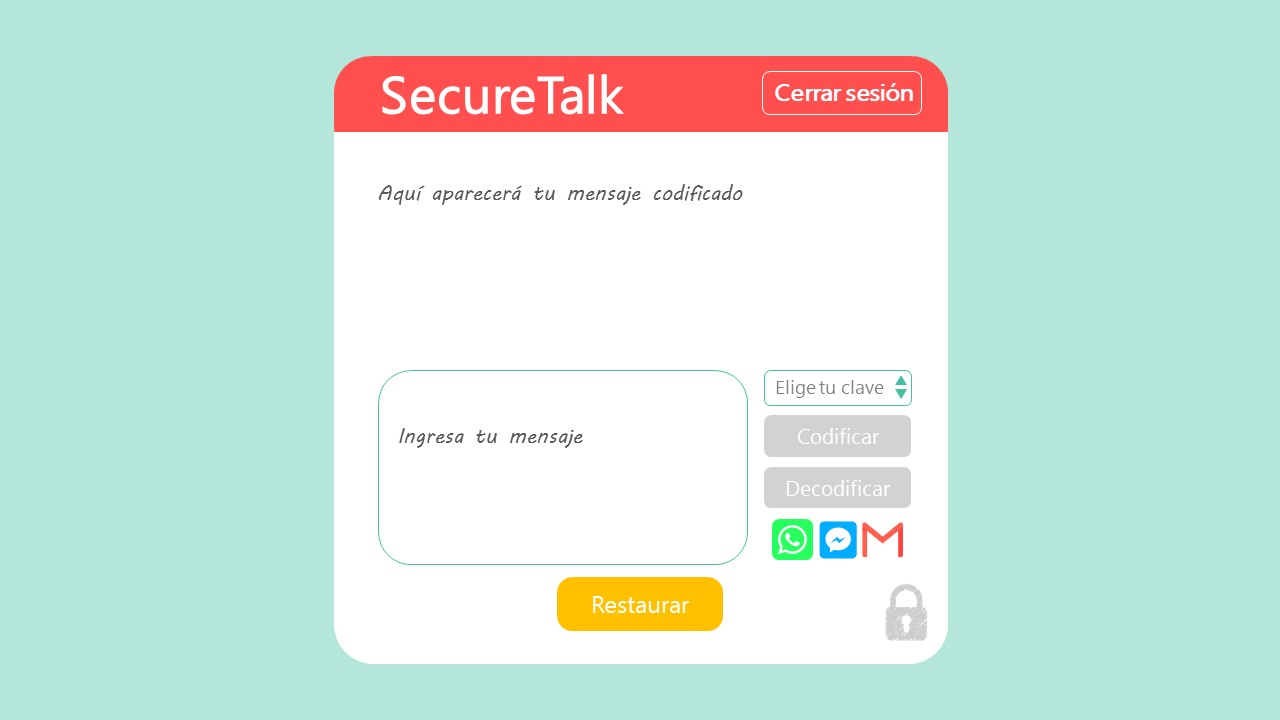 SecureTalk
Cerrar sesión
Aquí aparecerá tu mensaje codificado
Elige tu clave
Ingresa tu mensaje
Codificar
Decodificar
Restaurar